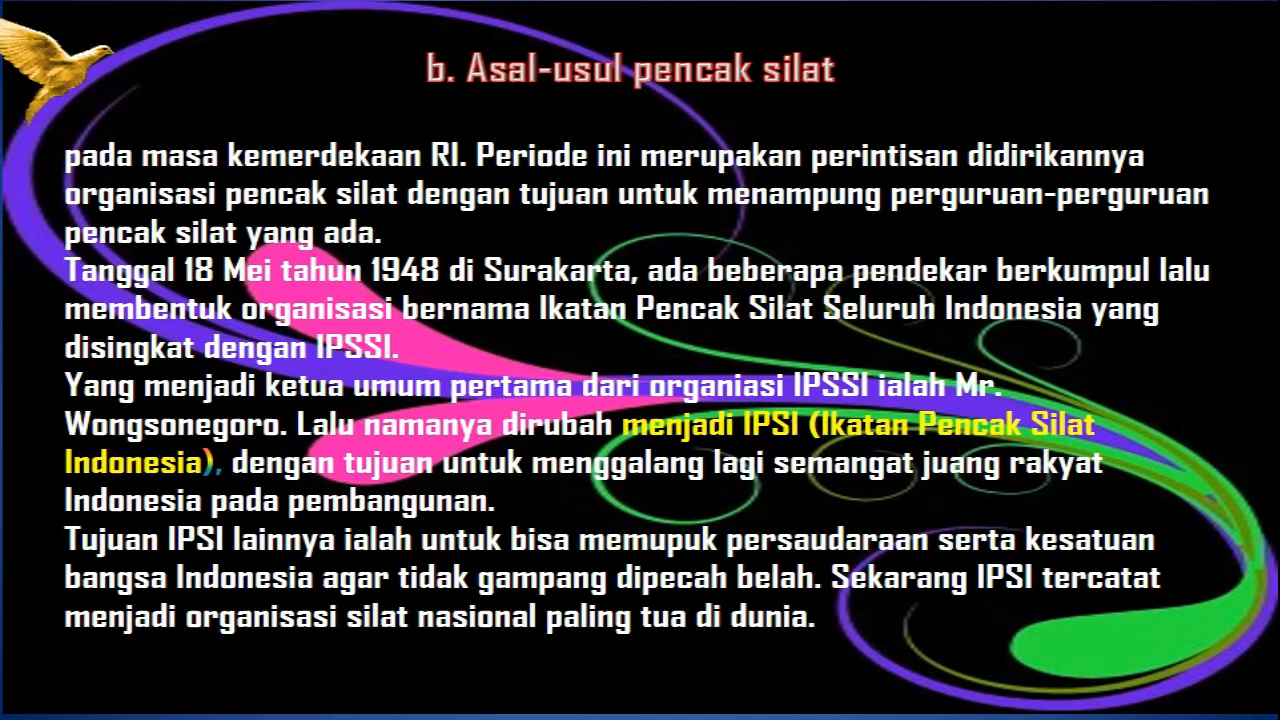 b. Asal-usul pencak silat
pada masa kemerdekaan RI. Periode ini merupakan perintisan didirikannya
organisasi pencak silat dengan tujuan untuk menampung perguruan-perguruan
pencak silat yang ada.
Tanggal 18 Mei tahun 1948 di Surakarta, ada beberapa pendekar berkumpul lalu
membentuk organisasi bernama Ikatan Pencak Silat Seluruh Indonesia yang
disingkat dengan IPSSI.
Yang menjadi ketua umum pertama dari organiasi IPSSI ialah Mr.
Wongsonegoro. Lalu namanya dirubah menjadi IPSI (Ikatan Pencak Silat
Indonesia), dengan tujuan untuk menggalang lagi semangat juang rakyat
Indonesia pada pembangunan.
Tujuan IPSI lainnya ialah untuk bisa memupuk persaudaraan serta kesatuan
bangsa Indonesia agar tidak gampang dipecah belah. Sekarang IPSI tercatat
menjadi organisasi silat nasional paling tua di dunia.